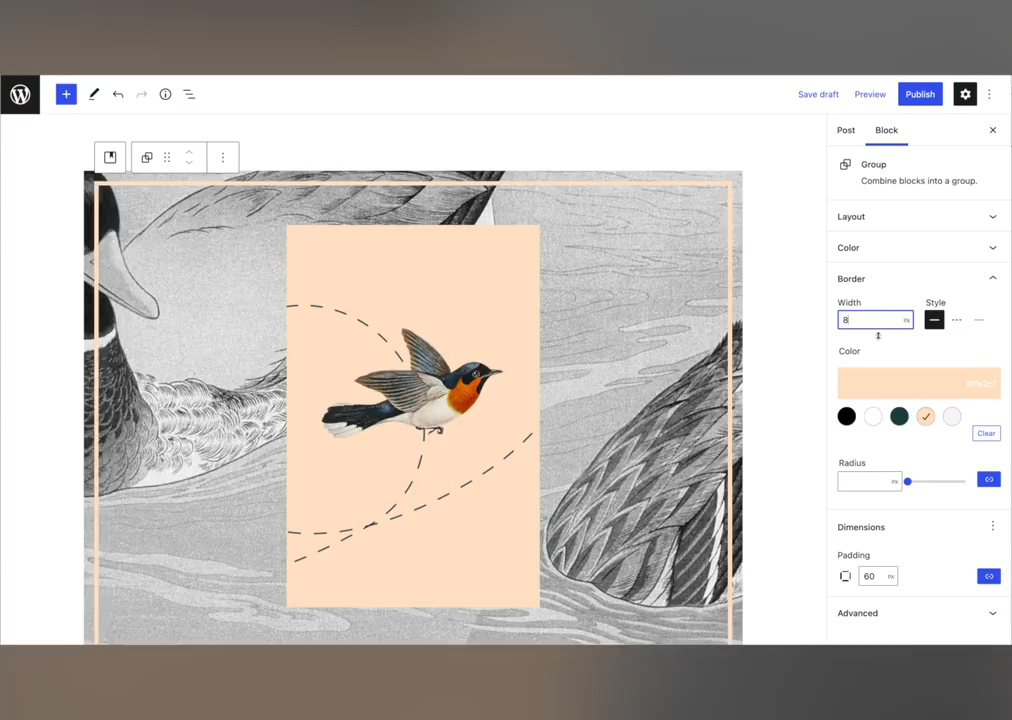 Save draft
Preview
Publish
Post
Block
Group
Combine blocks into a group.
Layout
Color
Border
Width
Style
8
PX
Color
#ffe2c7
Clear
Radius
PX
Dimensions
Padding
60
PX
Advanced